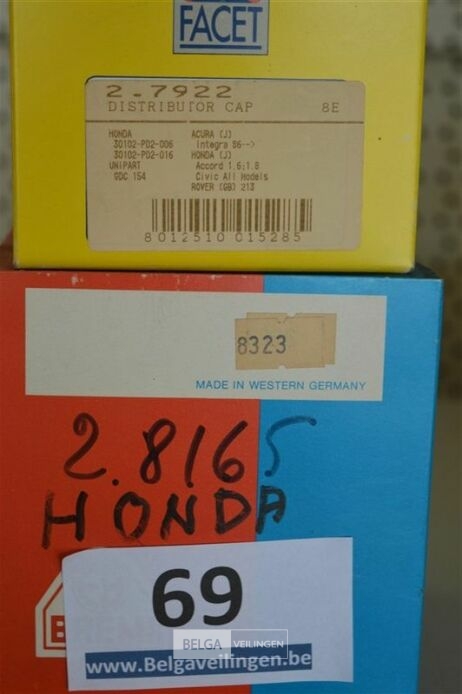 FACET
2.7922
DISTRIBUTOR CAP 8E
HONDA ACURA (J)
30102-PD2-006 Integra 86-->
30102-PD2-016 HONDA (J)
UNIPART Accord 1.6;1.8
GDC 154 Civic All Models
ROVER (GB) 213
8 012510 015285
8323
MADE IN WESTERN GERMANY
2.8165
HONDA
69
BELGA VEILINGEN
www.Belgaveilingen.be